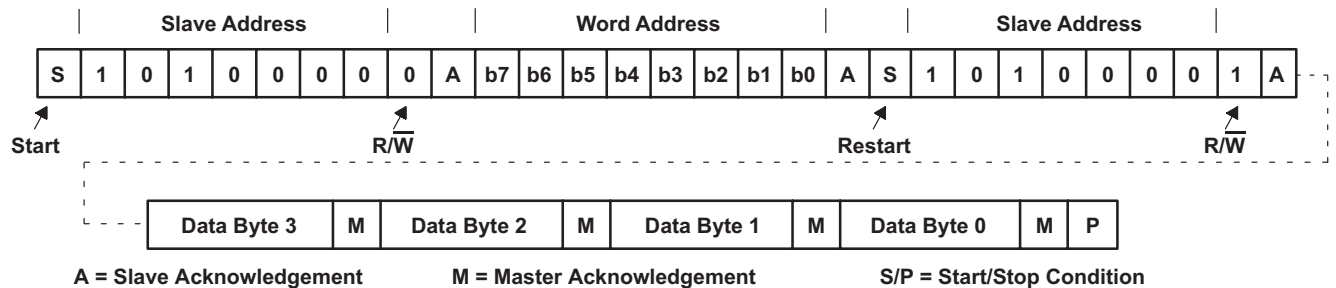 Slave Address Word Address Slave Address
S 1 0 1 0 0 0 0 0 A b7 b6 b5 b4 b3 b2 b1 b0 A S 1 0 1 0 0 0 0 1 A
Start R/W̅ Restart R/W̅
Data Byte 3 M Data Byte 2 M Data Byte 1 M Data Byte 0 M P
A = Slave Acknowledgement M = Master Acknowledgement S/P = Start/Stop Condition